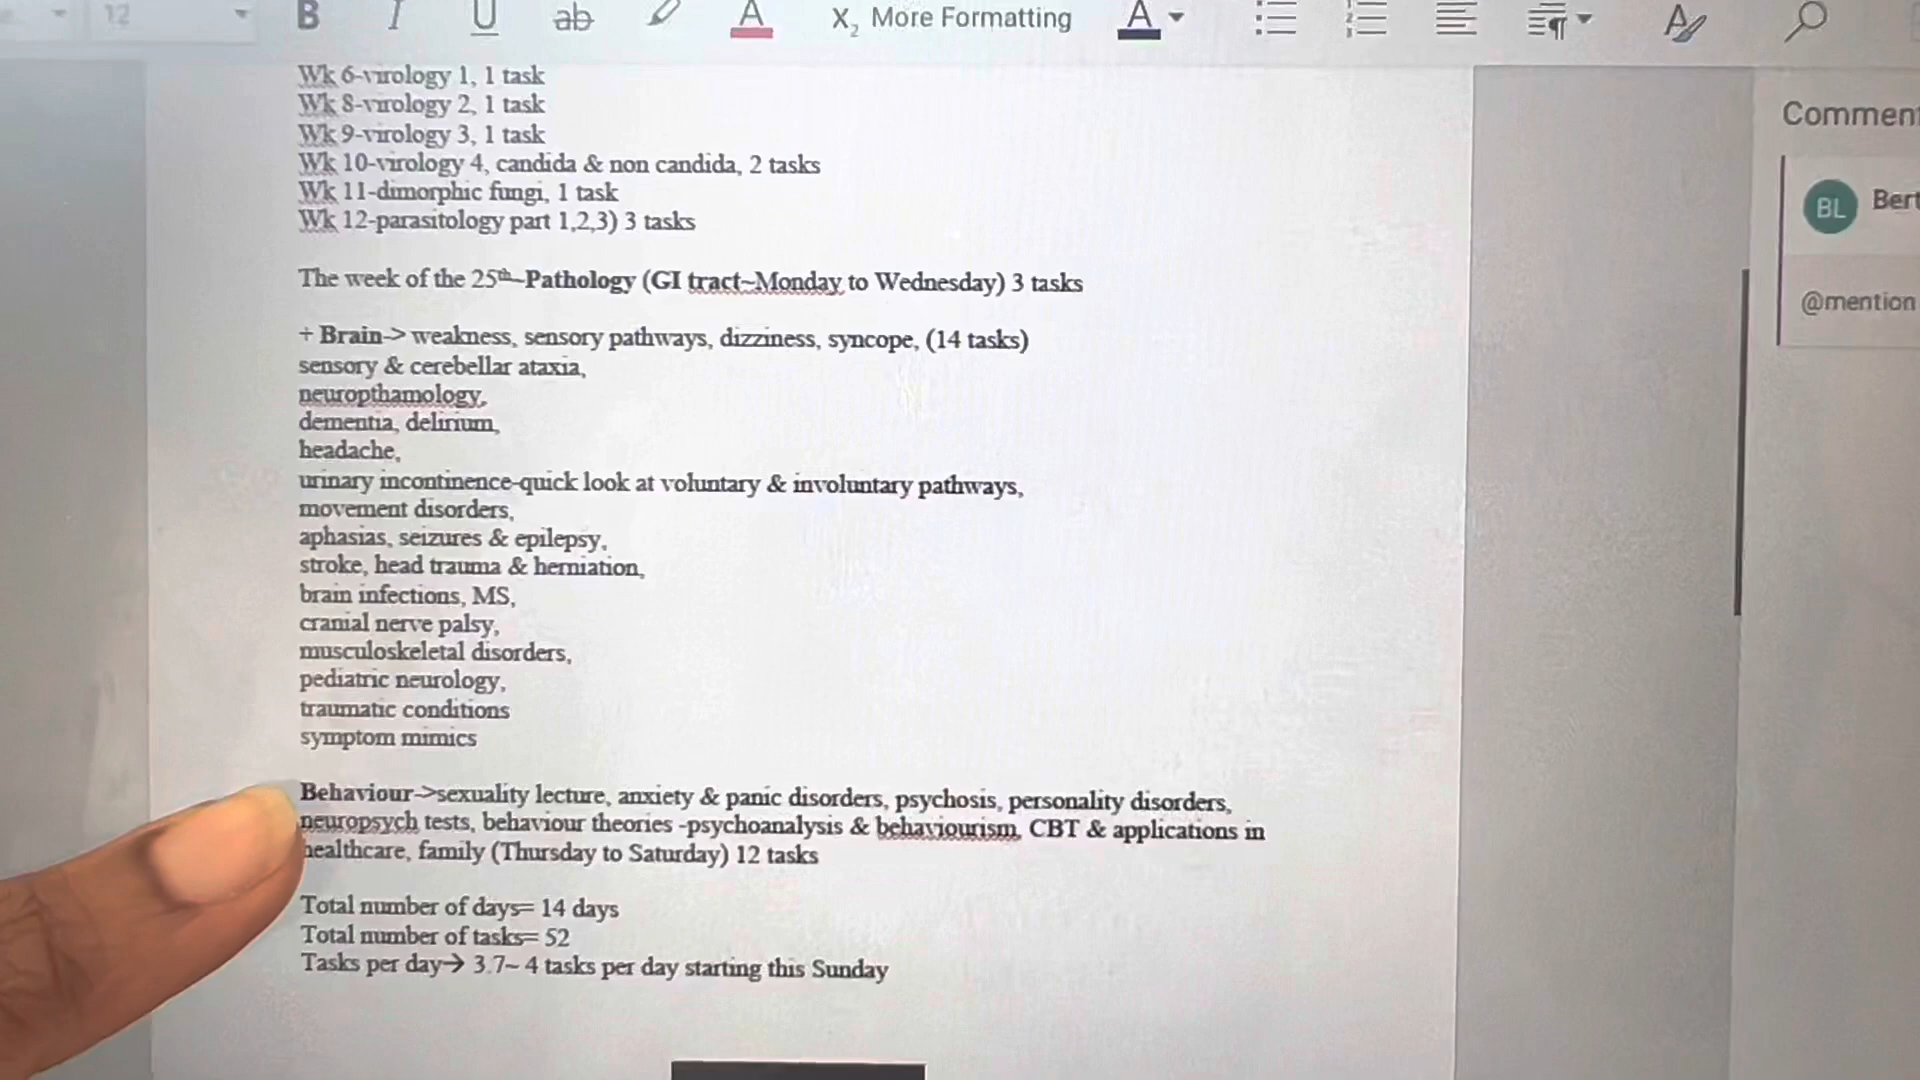 12
B I U ab A X2 More Formatting A
Wk 6-virology 1, 1 task
Wk 8-virology 2, 1 task
Wk 9-virology 3, 1 task
Wk 10-virology 4, candida & non candida, 2 tasks
Wk 11-dimorphic fungi, 1 task
Wk 12-parasitology part 1,2,3) 3 tasks
The week of the 25th–Pathology (GI tract~Monday to Wednesday) 3 tasks
+ Brain-> weakness, sensory pathways, dizziness, syncope, (14 tasks)
sensory & cerebellar ataxia,
neuropthamology,
dementia, delirium,
headache,
urinary incontinence-quick look at voluntary & involuntary pathways,
movement disorders,
aphasias, seizures & epilepsy,
stroke, head trauma & herniation,
brain infections, MS,
cranial nerve palsy,
musculoskeletal disorders,
pediatric neurology,
traumatic conditions
symptom mimics
Behaviour->sexuality lecture, anxiety & panic disorders, psychosis, personality disorders,
neuropsych tests, behaviour theories -psychoanalysis & behaviourism, CBT & applications in
healthcare, family (Thursday to Saturday) 12 tasks
Total number of days= 14 days
Total number of tasks= 52
Tasks per day→ 3.7~ 4 tasks per day starting this Sunday
Commen
BL Bert
@mention